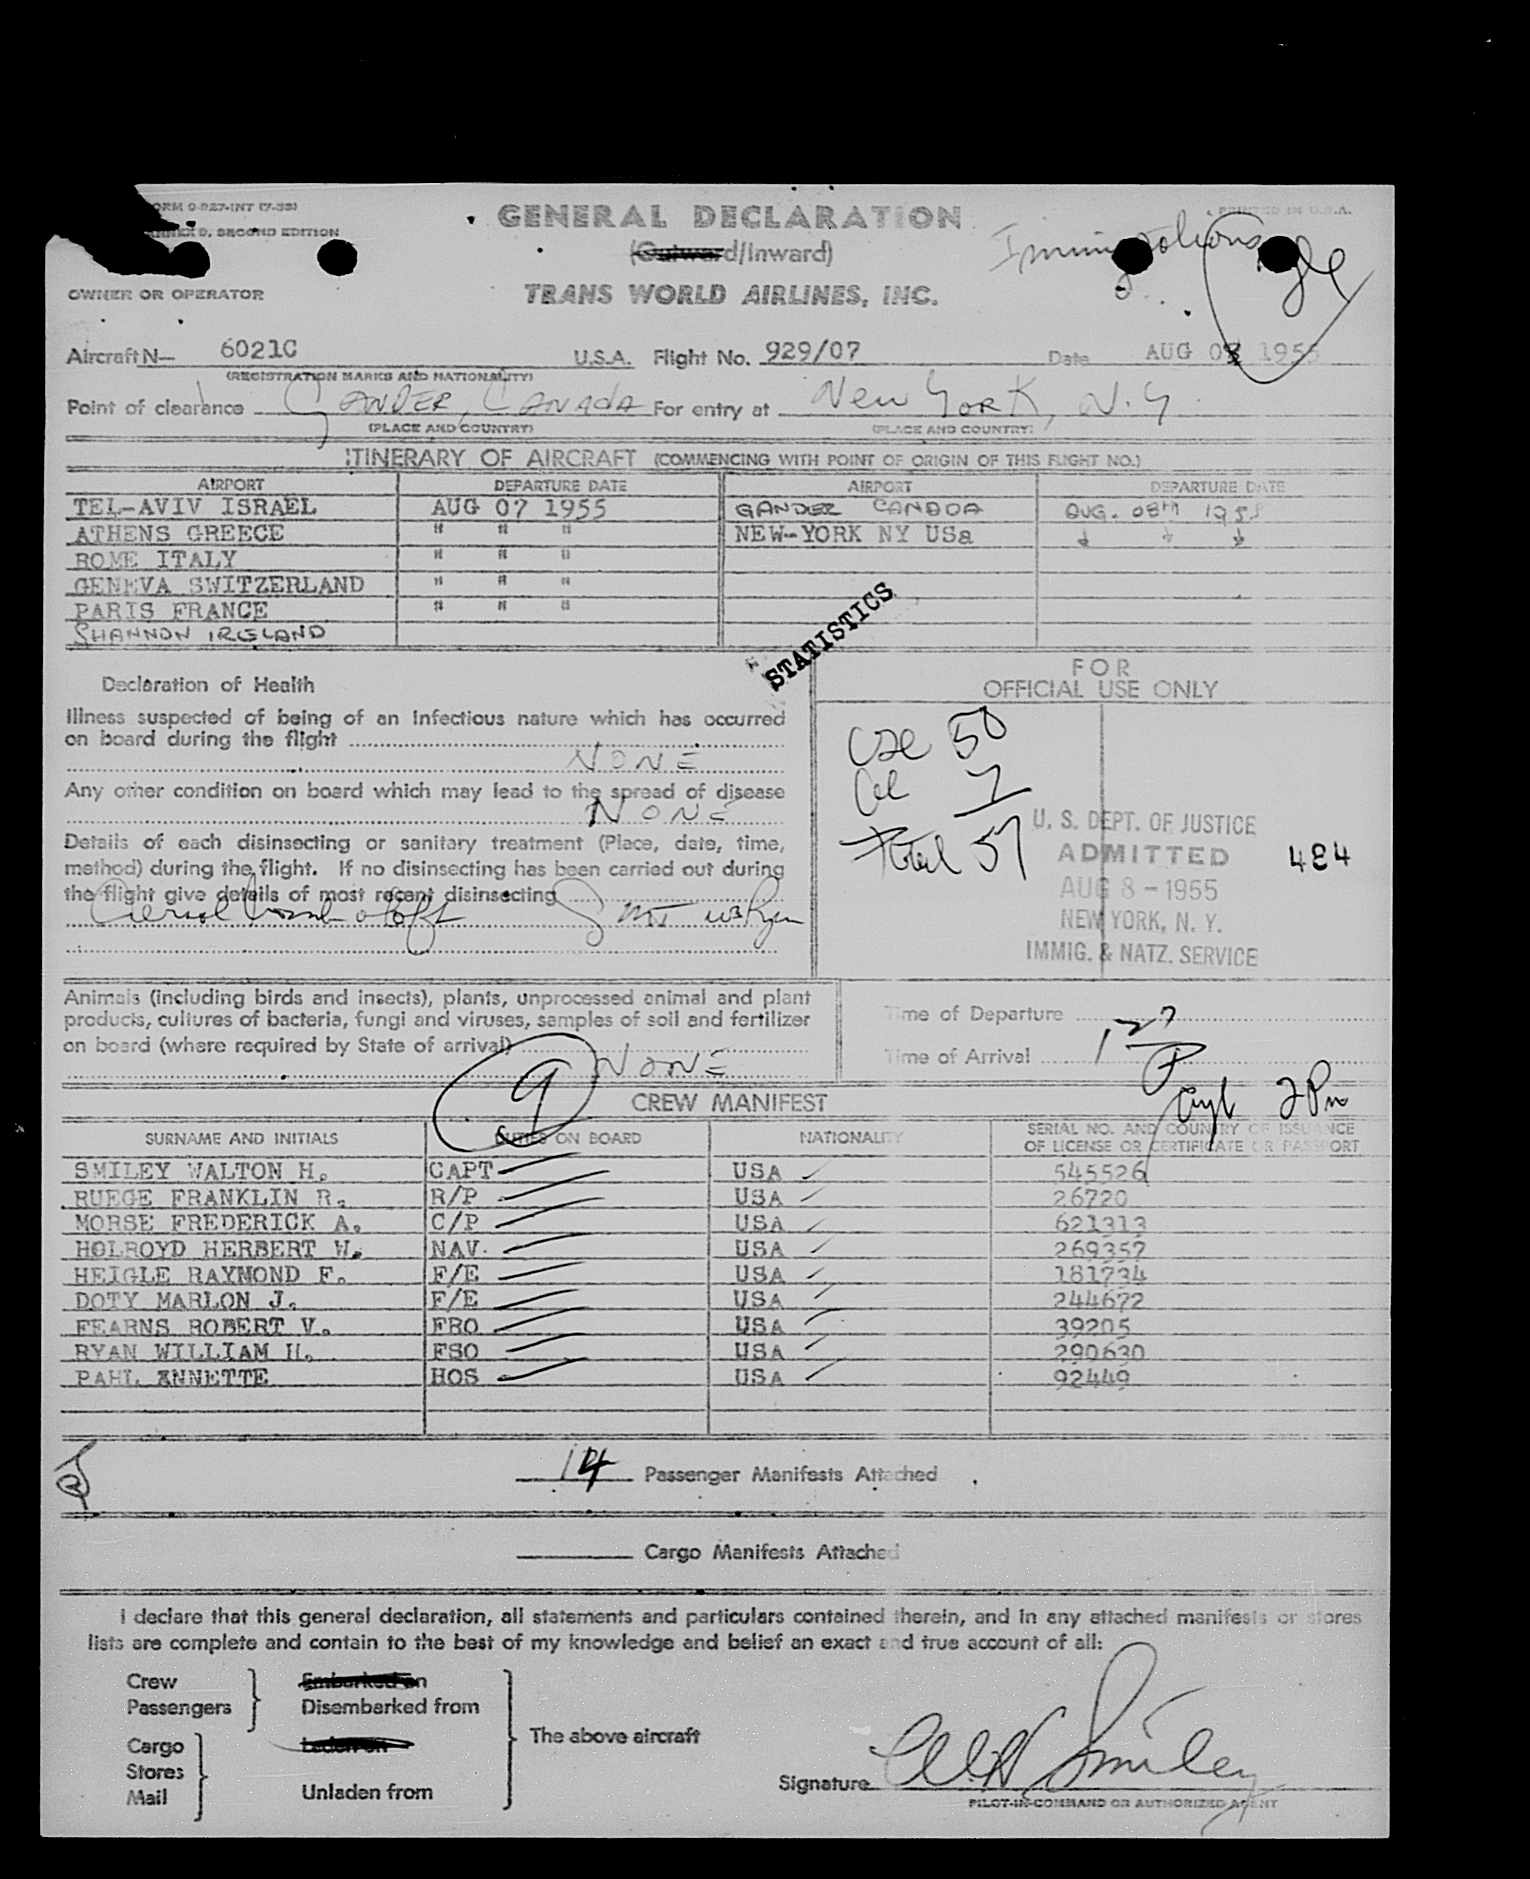 FORM O-927-INT (7-53)
ANNEX 9, SECOND EDITION
PRINTED IN U.S.A.
GENERAL DECLARATION
(Outward/Inward)
OWNER OR OPERATOR
TRANS WORLD AIRLINES, INC.
Aircraft N— 6021C U.S.A. Flight No. 929/07 Date AUG 08 1955
(REGISTRATION MARKS AND NATIONALITY)
Point of clearance GANDER, CANADA For entry at New York, N.Y
(PLACE AND COUNTRY) (PLACE AND COUNTRY)
ITINERARY OF AIRCRAFT (COMMENCING WITH POINT OF ORIGIN OF THIS FLIGHT NO.)
AIRPORT DEPARTURE DATE AIRPORT DEPARTURE DATE
TEL-AVIV ISRAEL AUG 07 1955 GANDER CANADA AUG. 08TH 1955
ATHENS GREECE " " " NEW-YORK NY USa
ROME ITALY " " "
GENEVA SWITZERLAND " " "
PARIS FRANCE " " "
SHANNON IRELAND
STATISTICS
FOR
OFFICIAL USE ONLY
Declaration of Health
Illness suspected of being of an infectious nature which has occurred
on board during the flight
NONE
Any other condition on board which may lead to the spread of disease
NONE
Details of each disinsecting or sanitary treatment (Place, date, time,
method) during the flight. If no disinsecting has been carried out during
the flight give details of most recent disinsecting
Aerosol bomb
50
7
Total 57
U. S. DEPT. OF JUSTICE
ADMITTED 484
AUG 8 - 1955
NEW YORK, N. Y.
IMMIG. & NATZ. SERVICE
Animals (including birds and insects), plants, unprocessed animal and plant
products, cultures of bacteria, fungi and viruses, samples of soil and fertilizer
on board (where required by State of arrival)
NONE
Time of Departure
Time of Arrival
2 Pm
9
CREW MANIFEST
SURNAME AND INITIALS DUTIES ON BOARD NATIONALITY SERIAL NO. AND COUNTRY OF ISSUANCE
OF LICENSE OR CERTIFICATE OR PASSPORT
SMILEY WALTON H. CAPT USA 545526
RUEGE FRANKLIN R. R/P USA 26720
MORSE FREDERICK A. C/P USA 621313
HOLROYD HERBERT W. NAV. USA 269357
HEIGLE RAYMOND F. F/E USA 181734
DOTY MARLON J. F/E USA 244672
FEARNS ROBERT V. FRO USA 39205
RYAN WILLIAM H. FSO USA 290630
PAHL ANNETTE HOS USA 92449
14 Passenger Manifests Attached
Cargo Manifests Attached
I declare that this general declaration, all statements and particulars contained therein, and in any attached manifests or stores
lists are complete and contain to the best of my knowledge and belief an exact and true account of all:
Crew Embarked on
Passengers Disembarked from
The above aircraft
Cargo Laden on
Stores
Mail Unladen from
Signature WH Smiley
PILOT-IN-COMMAND OR AUTHORIZED AGENT